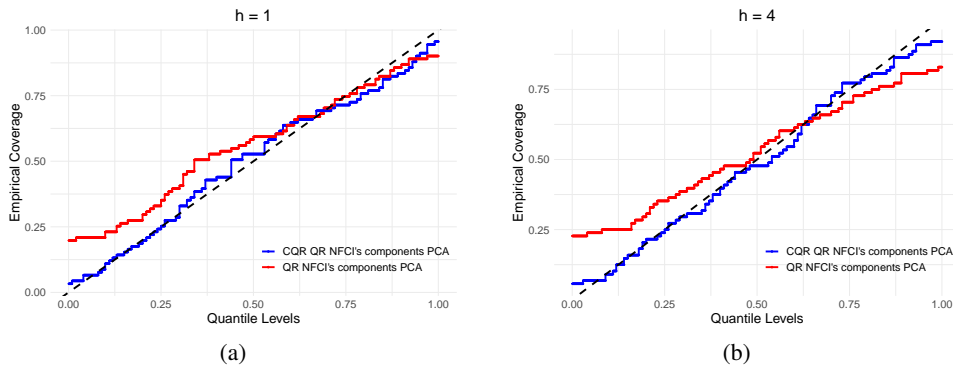 h = 1
1.00
0.75
0.50
0.25
0.00
Empirical Coverage
CQR QR NFCI's components PCA
QR NFCI's components PCA
0.00 0.25 0.50 0.75 1.00
Quantile Levels
(a)
h = 4
1.00
0.75
0.50
0.25
Empirical Coverage
CQR QR NFCI's components PCA
QR NFCI's components PCA
0.00 0.25 0.50 0.75 1.00
Quantile Levels
(b)